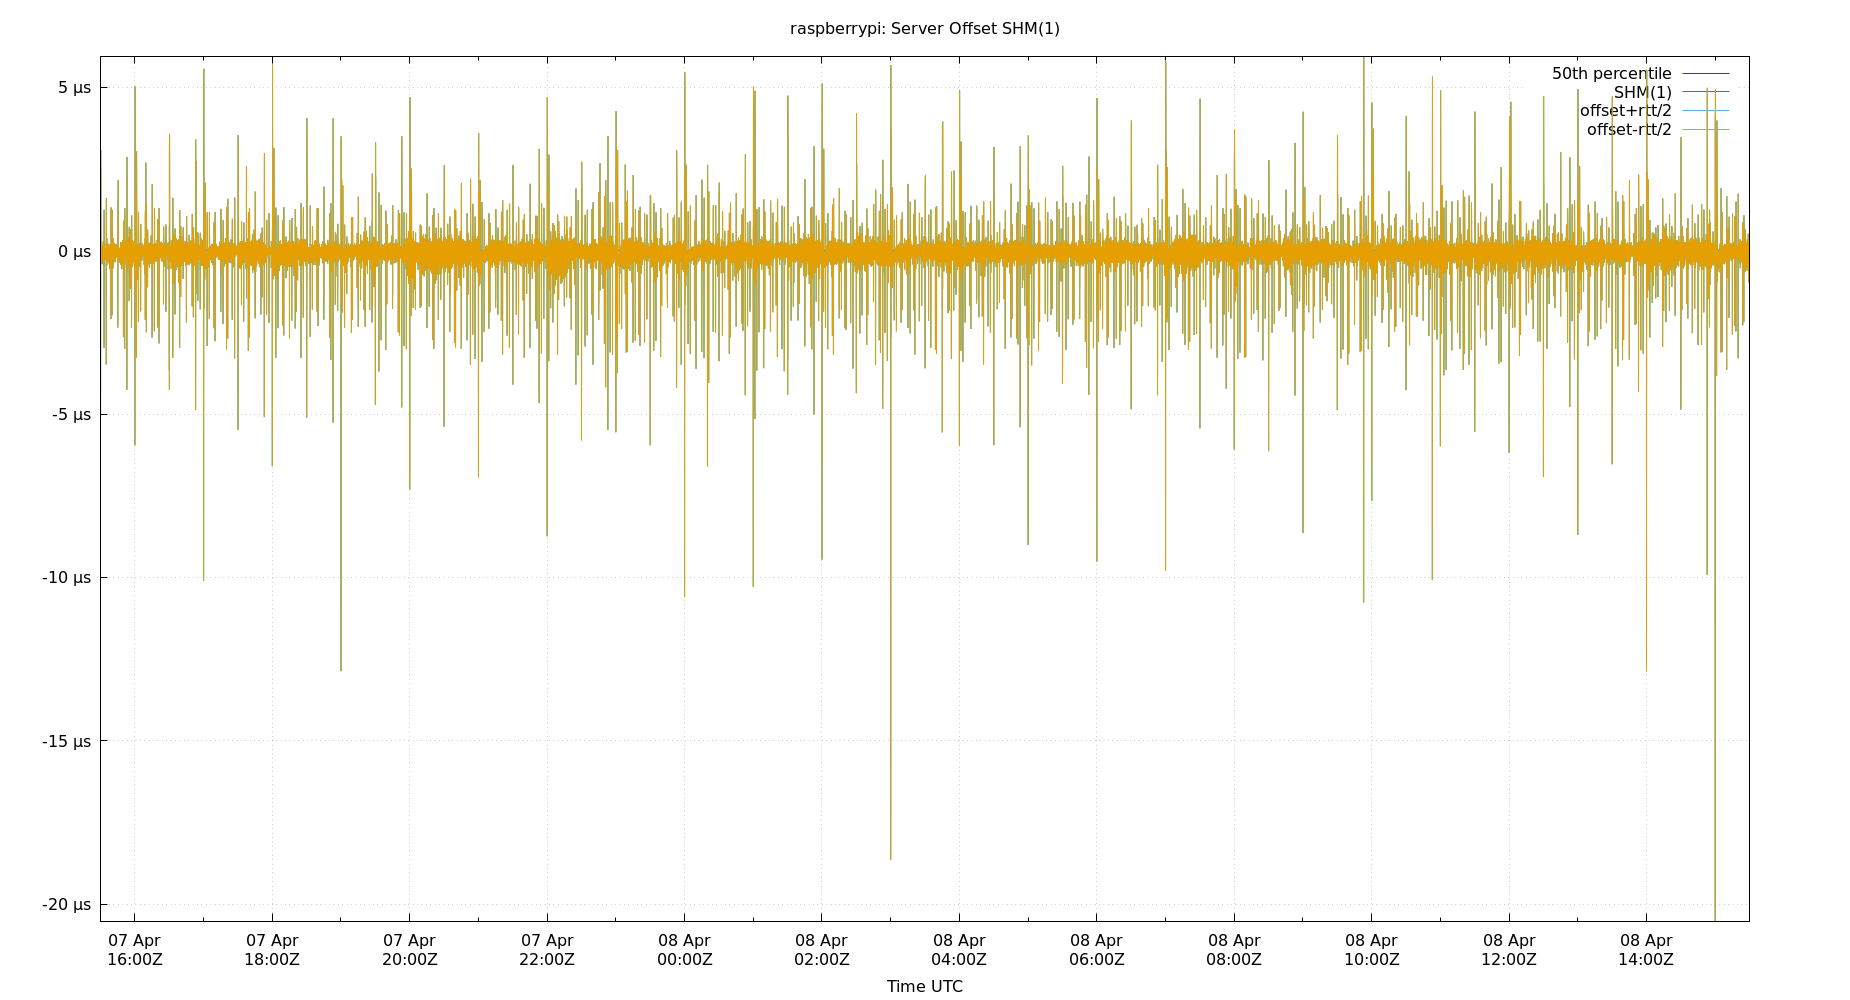 raspberrypi: Server Offset SHM(1)
50th percentile
SHM(1)
offset+rtt/2
offset-rtt/2
5 µs
0 µs
-5 µs
-10 µs
-15 µs
-20 µs
07 Apr 07 Apr 07 Apr 07 Apr 08 Apr 08 Apr 08 Apr 08 Apr 08 Apr 08 Apr 08 Apr 08 Apr
16:00Z 18:00Z 20:00Z 22:00Z 00:00Z 02:00Z 04:00Z 06:00Z 08:00Z 10:00Z 12:00Z 14:00Z
Time UTC